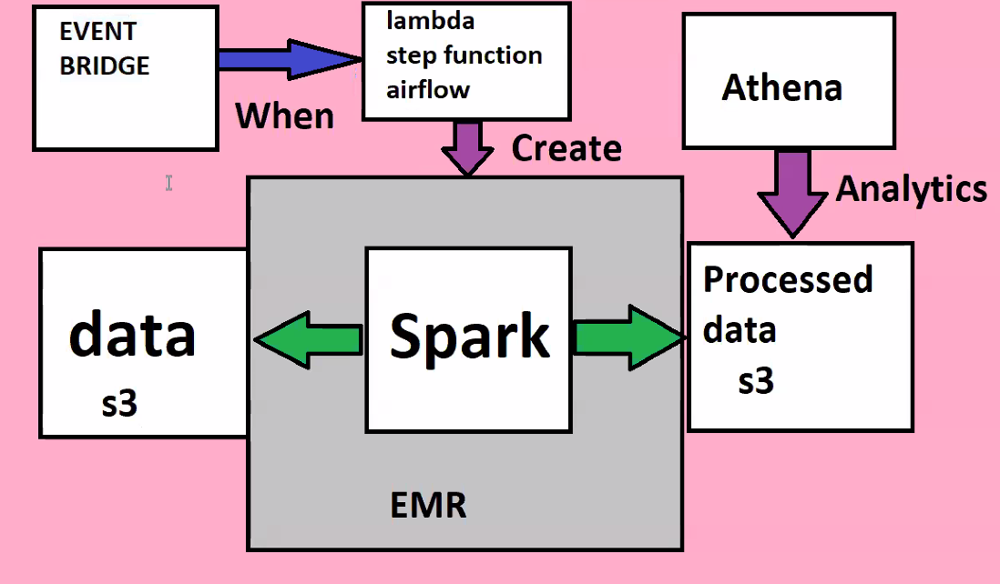 EVENT
BRIDGE
When
lambda
step function
airflow
Create
Athena
Analytics
data
s3
Spark
EMR
Processed
data
s3